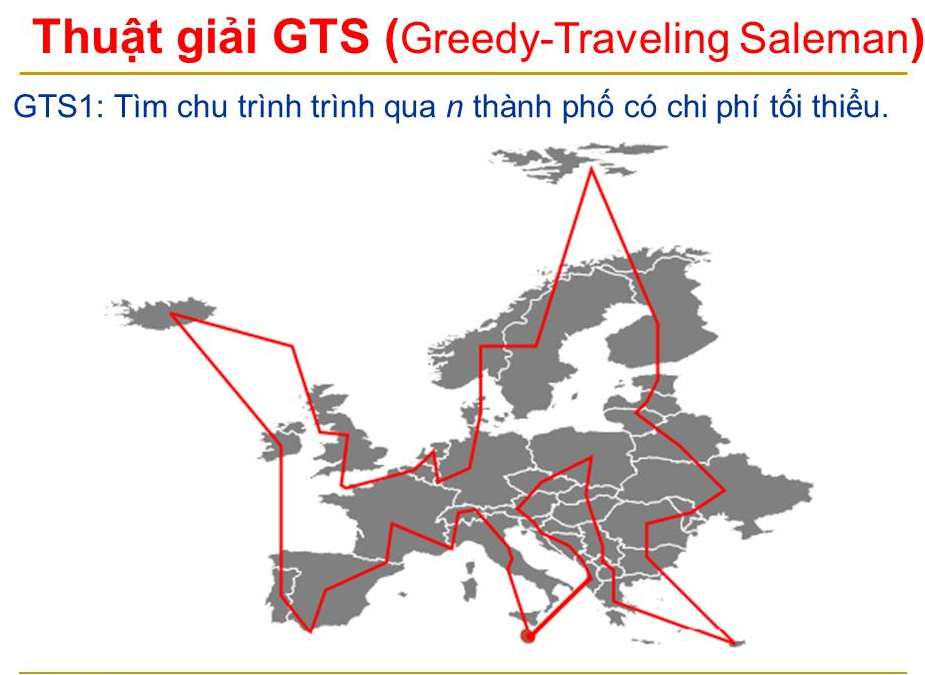 Thuật giải GTS (Greedy-Traveling Saleman)
GTS1: Tìm chu trình trình qua n thành phố có chi phí tối thiểu.